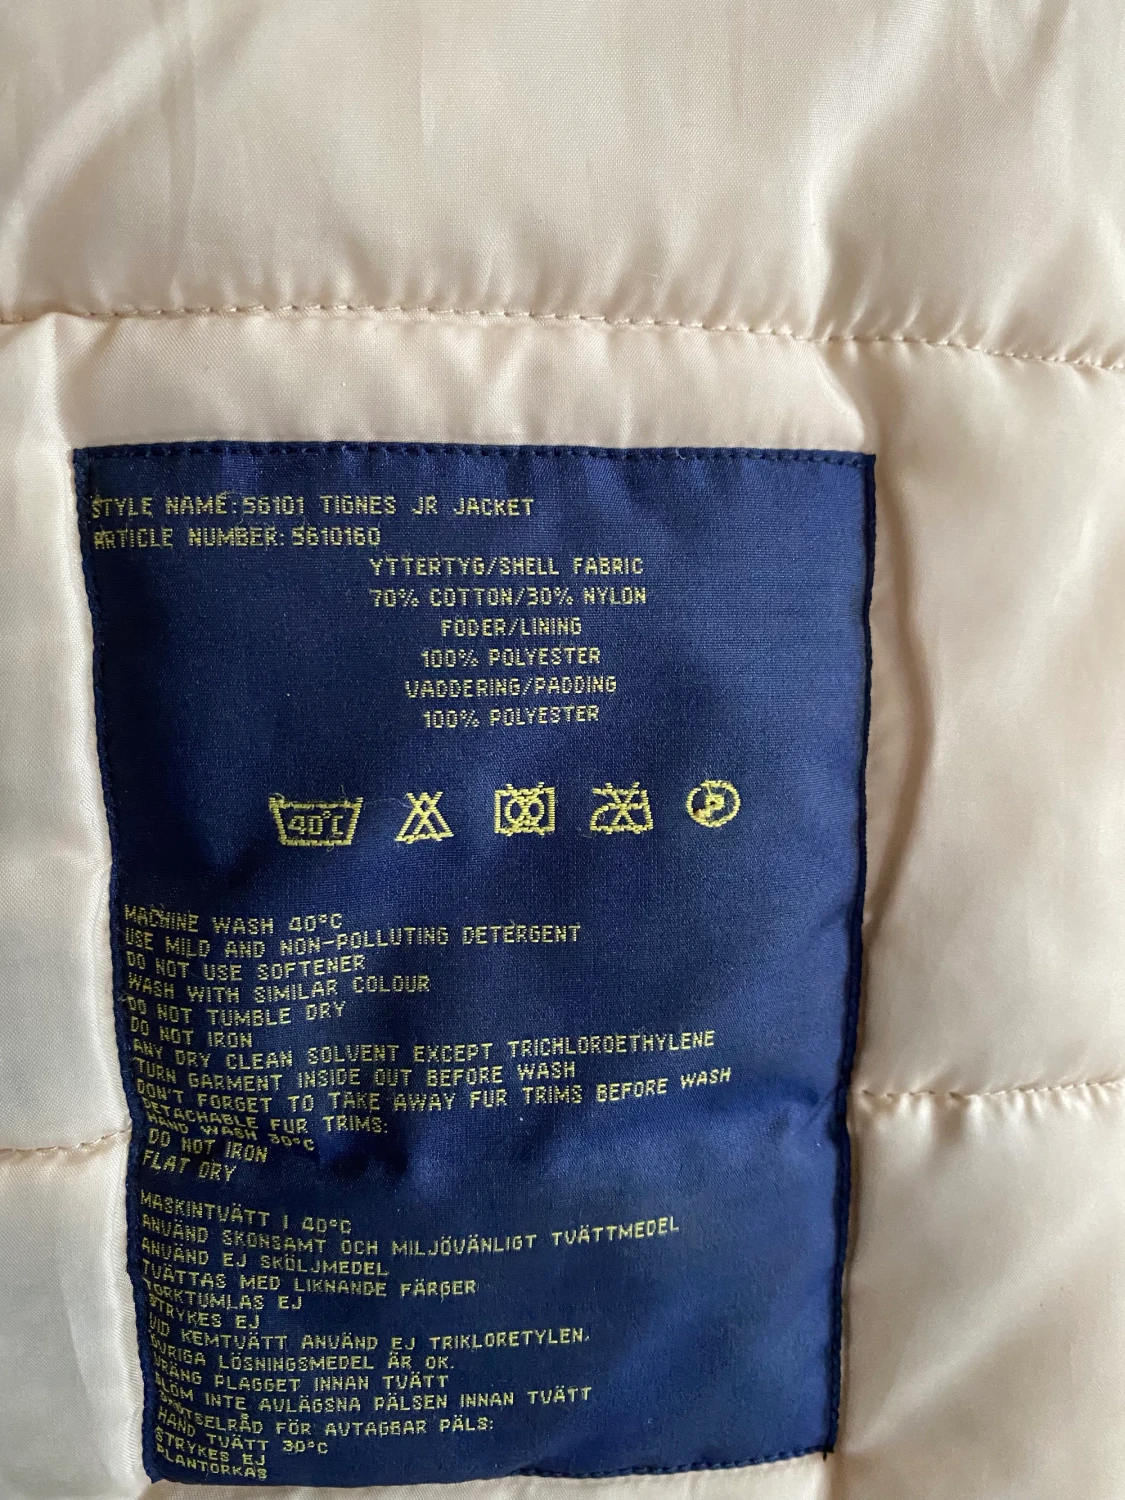 STYLE NAME: 56101 TIGNES JR JACKET
ARTICLE NUMBER: 5610160
YTTERTYG/SHELL FABRIC
70% COTTON/30% NYLON
FODER/LINING
100% POLYESTER
VADDERING/PADDING
100% POLYESTER
40°C P
MACHINE WASH 40°C
USE MILD AND NON-POLLUTING DETERGENT
DO NOT USE SOFTENER
WASH WITH SIMILAR COLOUR
DO NOT TUMBLE DRY
DO NOT IRON
ANY DRY CLEAN SOLVENT EXCEPT TRICHLOROETHYLENE
TURN GARMENT INSIDE OUT BEFORE WASH
DON'T FORGET TO TAKE AWAY FUR TRIMS BEFORE WASH
DETACHABLE FUR TRIMS:
HAND WASH 30°C
DO NOT IRON
FLAT DRY
MASKINTVÄTT I 40°C
ANVÄND SKONSAMT OCH MILJÖVÄNLIGT TVÄTTMEDEL
ANVÄND EJ SKÖLJMEDEL
TVÄTTAS MED LIKNANDE FÄRGER
TORKTUMLAS EJ
STRYKES EJ
VID KEMTVÄTT ANVÄND EJ TRIKLORETYLEN.
ÖVRIGA LÖSNINGSMEDEL ÄR OK.
VRÄNG PLAGGET INNAN TVÄTT
GLÖM INTE AVLÄGSNA PÄLSEN INNAN TVÄTT
SKÖTSELRÅD FÖR AVTAGBAR PÄLS:
HAND TVÄTT 30°C
STRYKES EJ
PLANTORKAS